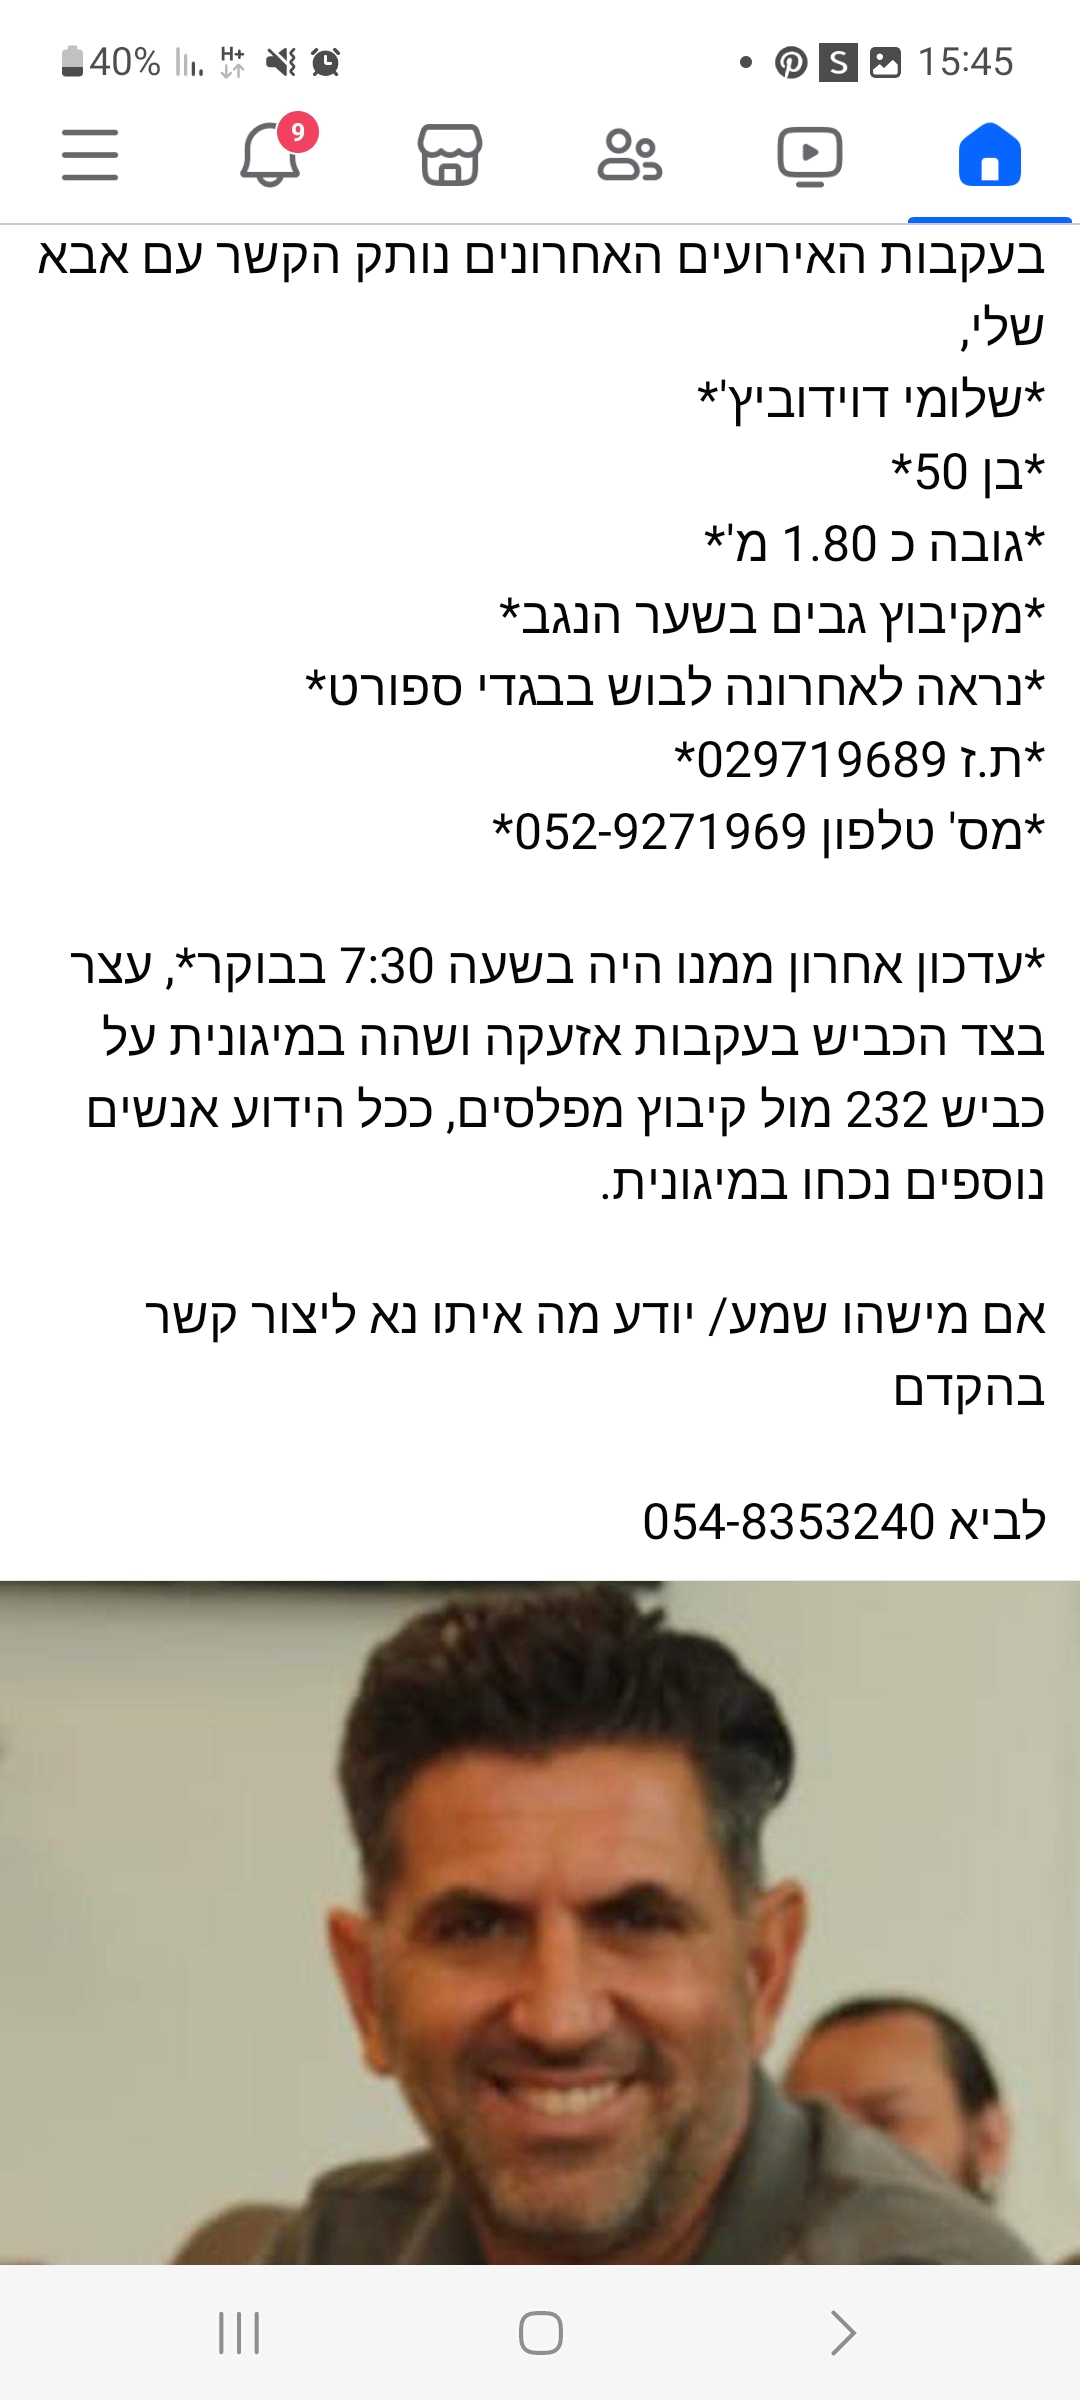 40% H+ S 15:45
9
בעקבות האירועים האחרונים נותק הקשר עם אבא
שלי,
*שלומי דוידוביץ'*
*בן 50*
*גובה כ 1.80 מ'*
*מקיבוץ גבים בשער הנגב*
*נראה לאחרונה לבוש בבגדי ספורט*
*ת.ז 029719689*
*מס' טלפון 052-9271969*
*עדכון אחרון ממנו היה בשעה 7:30 בבוקר*, עצר
בצד הכביש בעקבות אזעקה ושהה במיגונית על
כביש 232 מול קיבוץ מפלסים, ככל הידוע אנשים
נוספים נכחו במיגונית.
אם מישהו שמע/ יודע מה איתו נא ליצור קשר
בהקדם
לביא 054-8353240